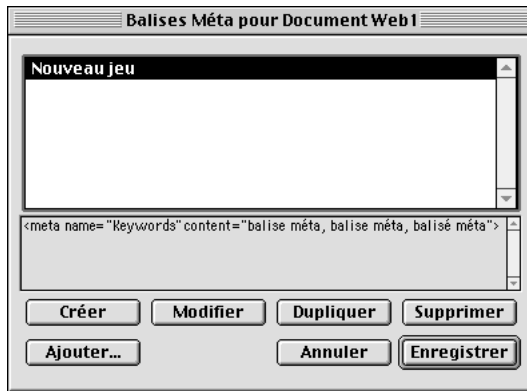 Balises Méta pour Document Web1
Nouveau jeu
<meta name="Keywords" content="balise méta, balise méta, balisé méta">
Créer Modifier Dupliquer Supprimer
Ajouter... Annuler Enregistrer